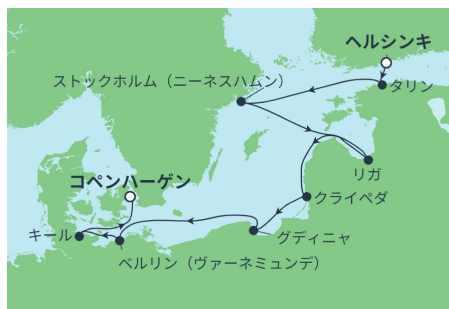 ヘルシンキ
ストックホルム（ニーネスハムン）
タリン
リガ
コペンハーゲン
クライペダ
キール
グディニャ
ベルリン（ヴァーネミュンデ）